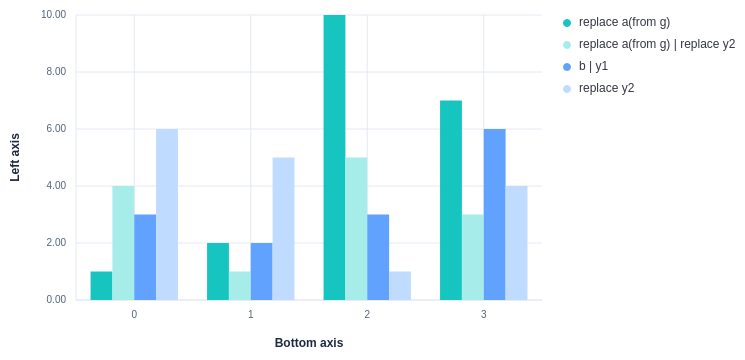 10.00
8.00
6.00
4.00
2.00
0.00
Left axis
0
1
2
3
Bottom axis
replace a(from g)
replace a(from g) | replace y2
b | y1
replace y2